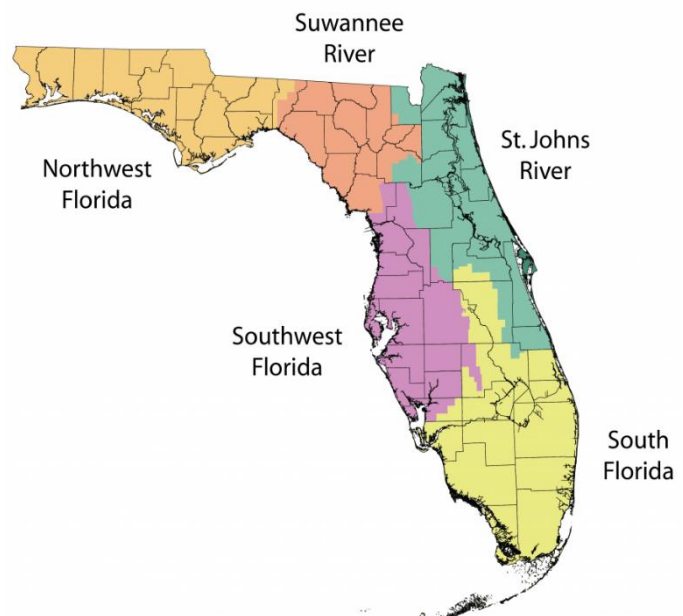 Suwannee
River
Northwest
Florida
St. Johns
River
Southwest
Florida
South
Florida